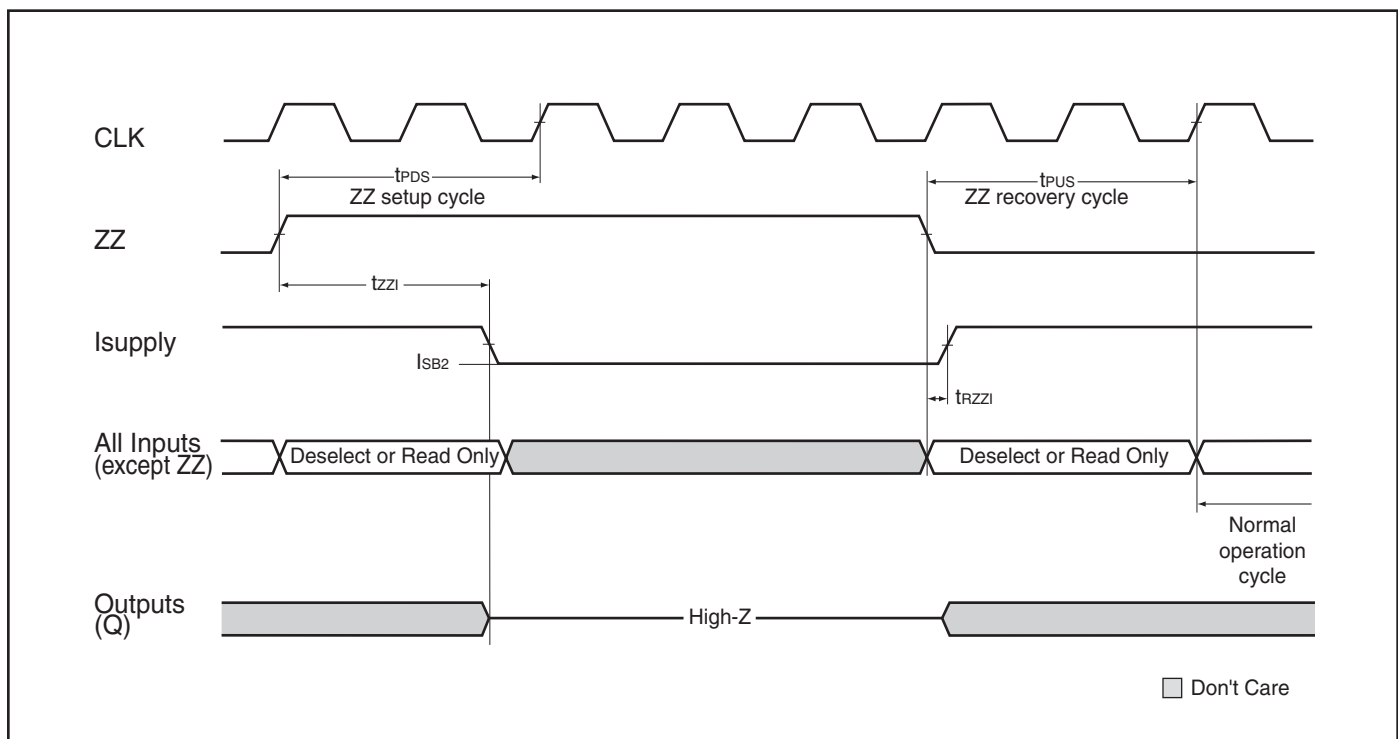 CLK
tPDS
ZZ setup cycle
tPUS
ZZ recovery cycle
ZZ
tZZI
Isupply
ISB2
tRZZI
All Inputs
(except ZZ)
Deselect or Read Only
Deselect or Read Only
Normal
operation
cycle
Outputs
(Q)
High-Z
Don't Care